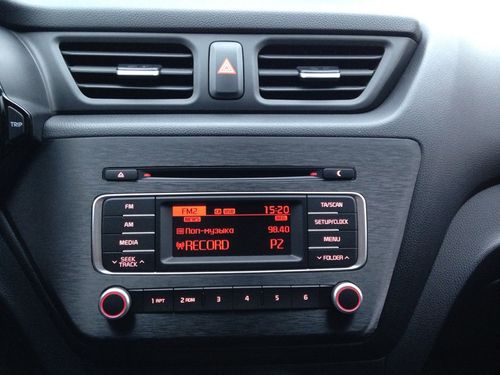 TRIP
FM
AM
MEDIA
SEEK
TRACK
FM2
15:20
NEWS
Поп-музыка
98.40
RECORD
P2
TA/SCAN
SETUP/CLOCK
MENU
FOLDER
1 RPT
2 RDM
3
4
5
6